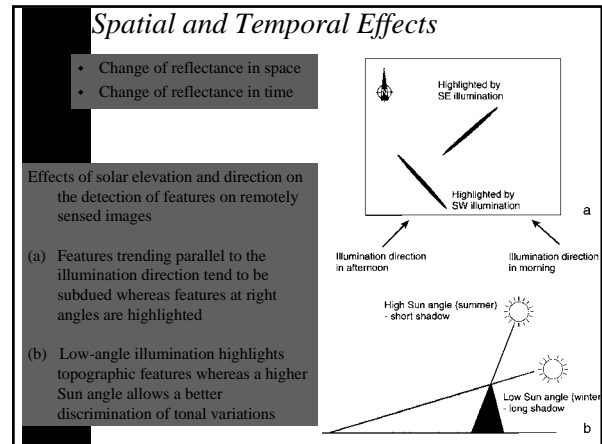 Spatial and Temporal Effects
• Change of reflectance in space
• Change of reflectance in time
Effects of solar elevation and direction on
the detection of features on remotely
sensed images
(a) Features trending parallel to the
illumination direction tend to be
subdued whereas features at right
angles are highlighted
(b) Low-angle illumination highlights
topographic features whereas a higher
Sun angle allows a better
discrimination of tonal variations
Highlighted by
SE illumination
Highlighted by
SW illumination
a
Illumination direction
in afternoon
Illumination direction
in morning
High Sun angle (summer)
- short shadow
Low Sun angle (winter
- long shadow
b